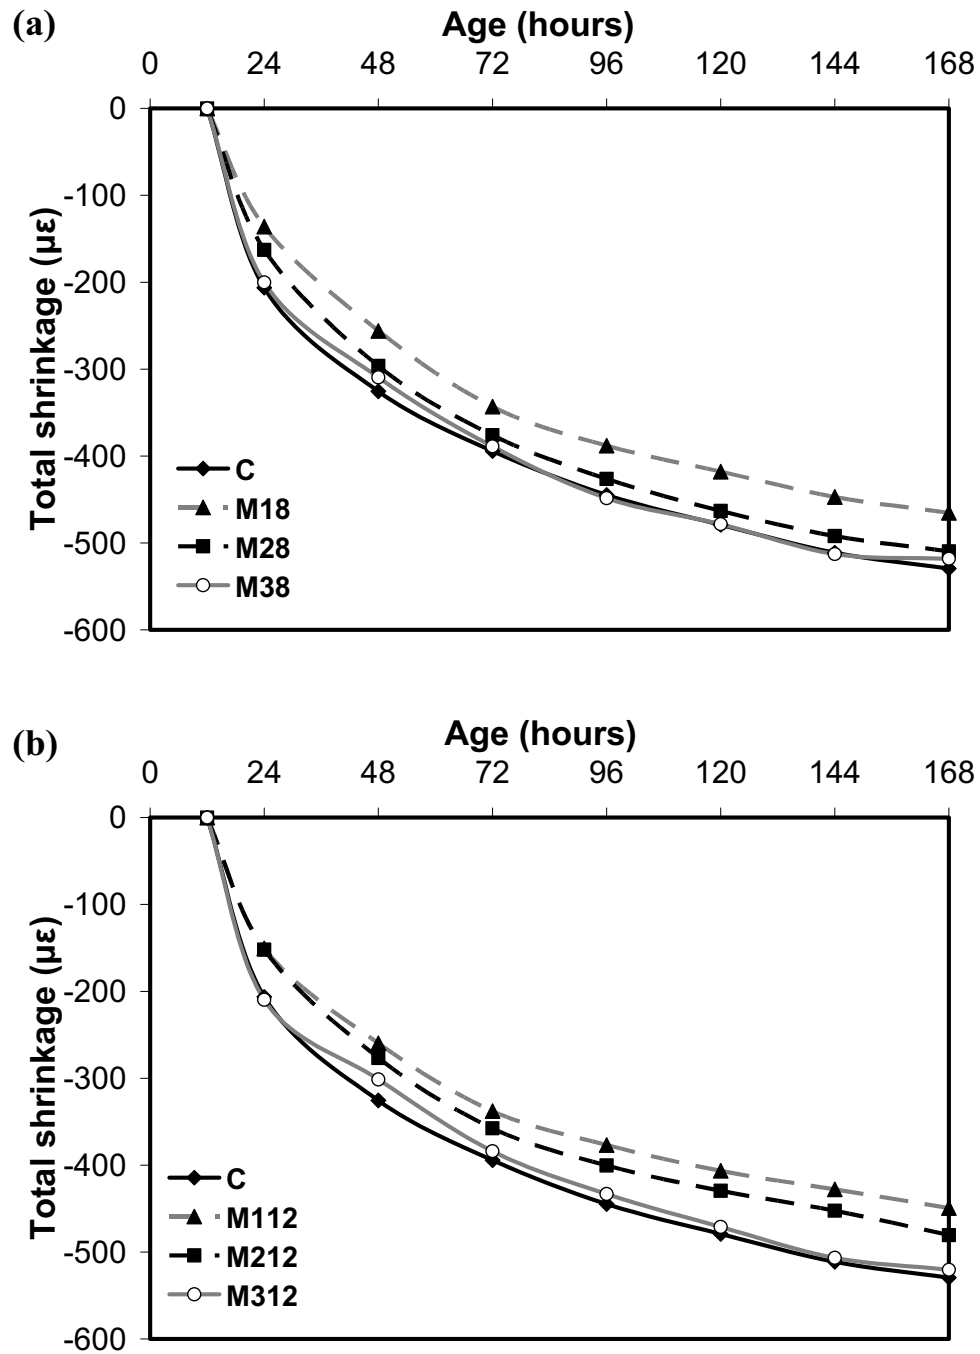 (a)
Age (hours)
0 24 48 72 96 120 144 168
0
-100
-200
-300
-400
-500
-600
Total shrinkage (με)
C
M18
M28
M38
(b)
Age (hours)
0 24 48 72 96 120 144 168
0
-100
-200
-300
-400
-500
-600
Total shrinkage (με)
C
M112
M212
M312